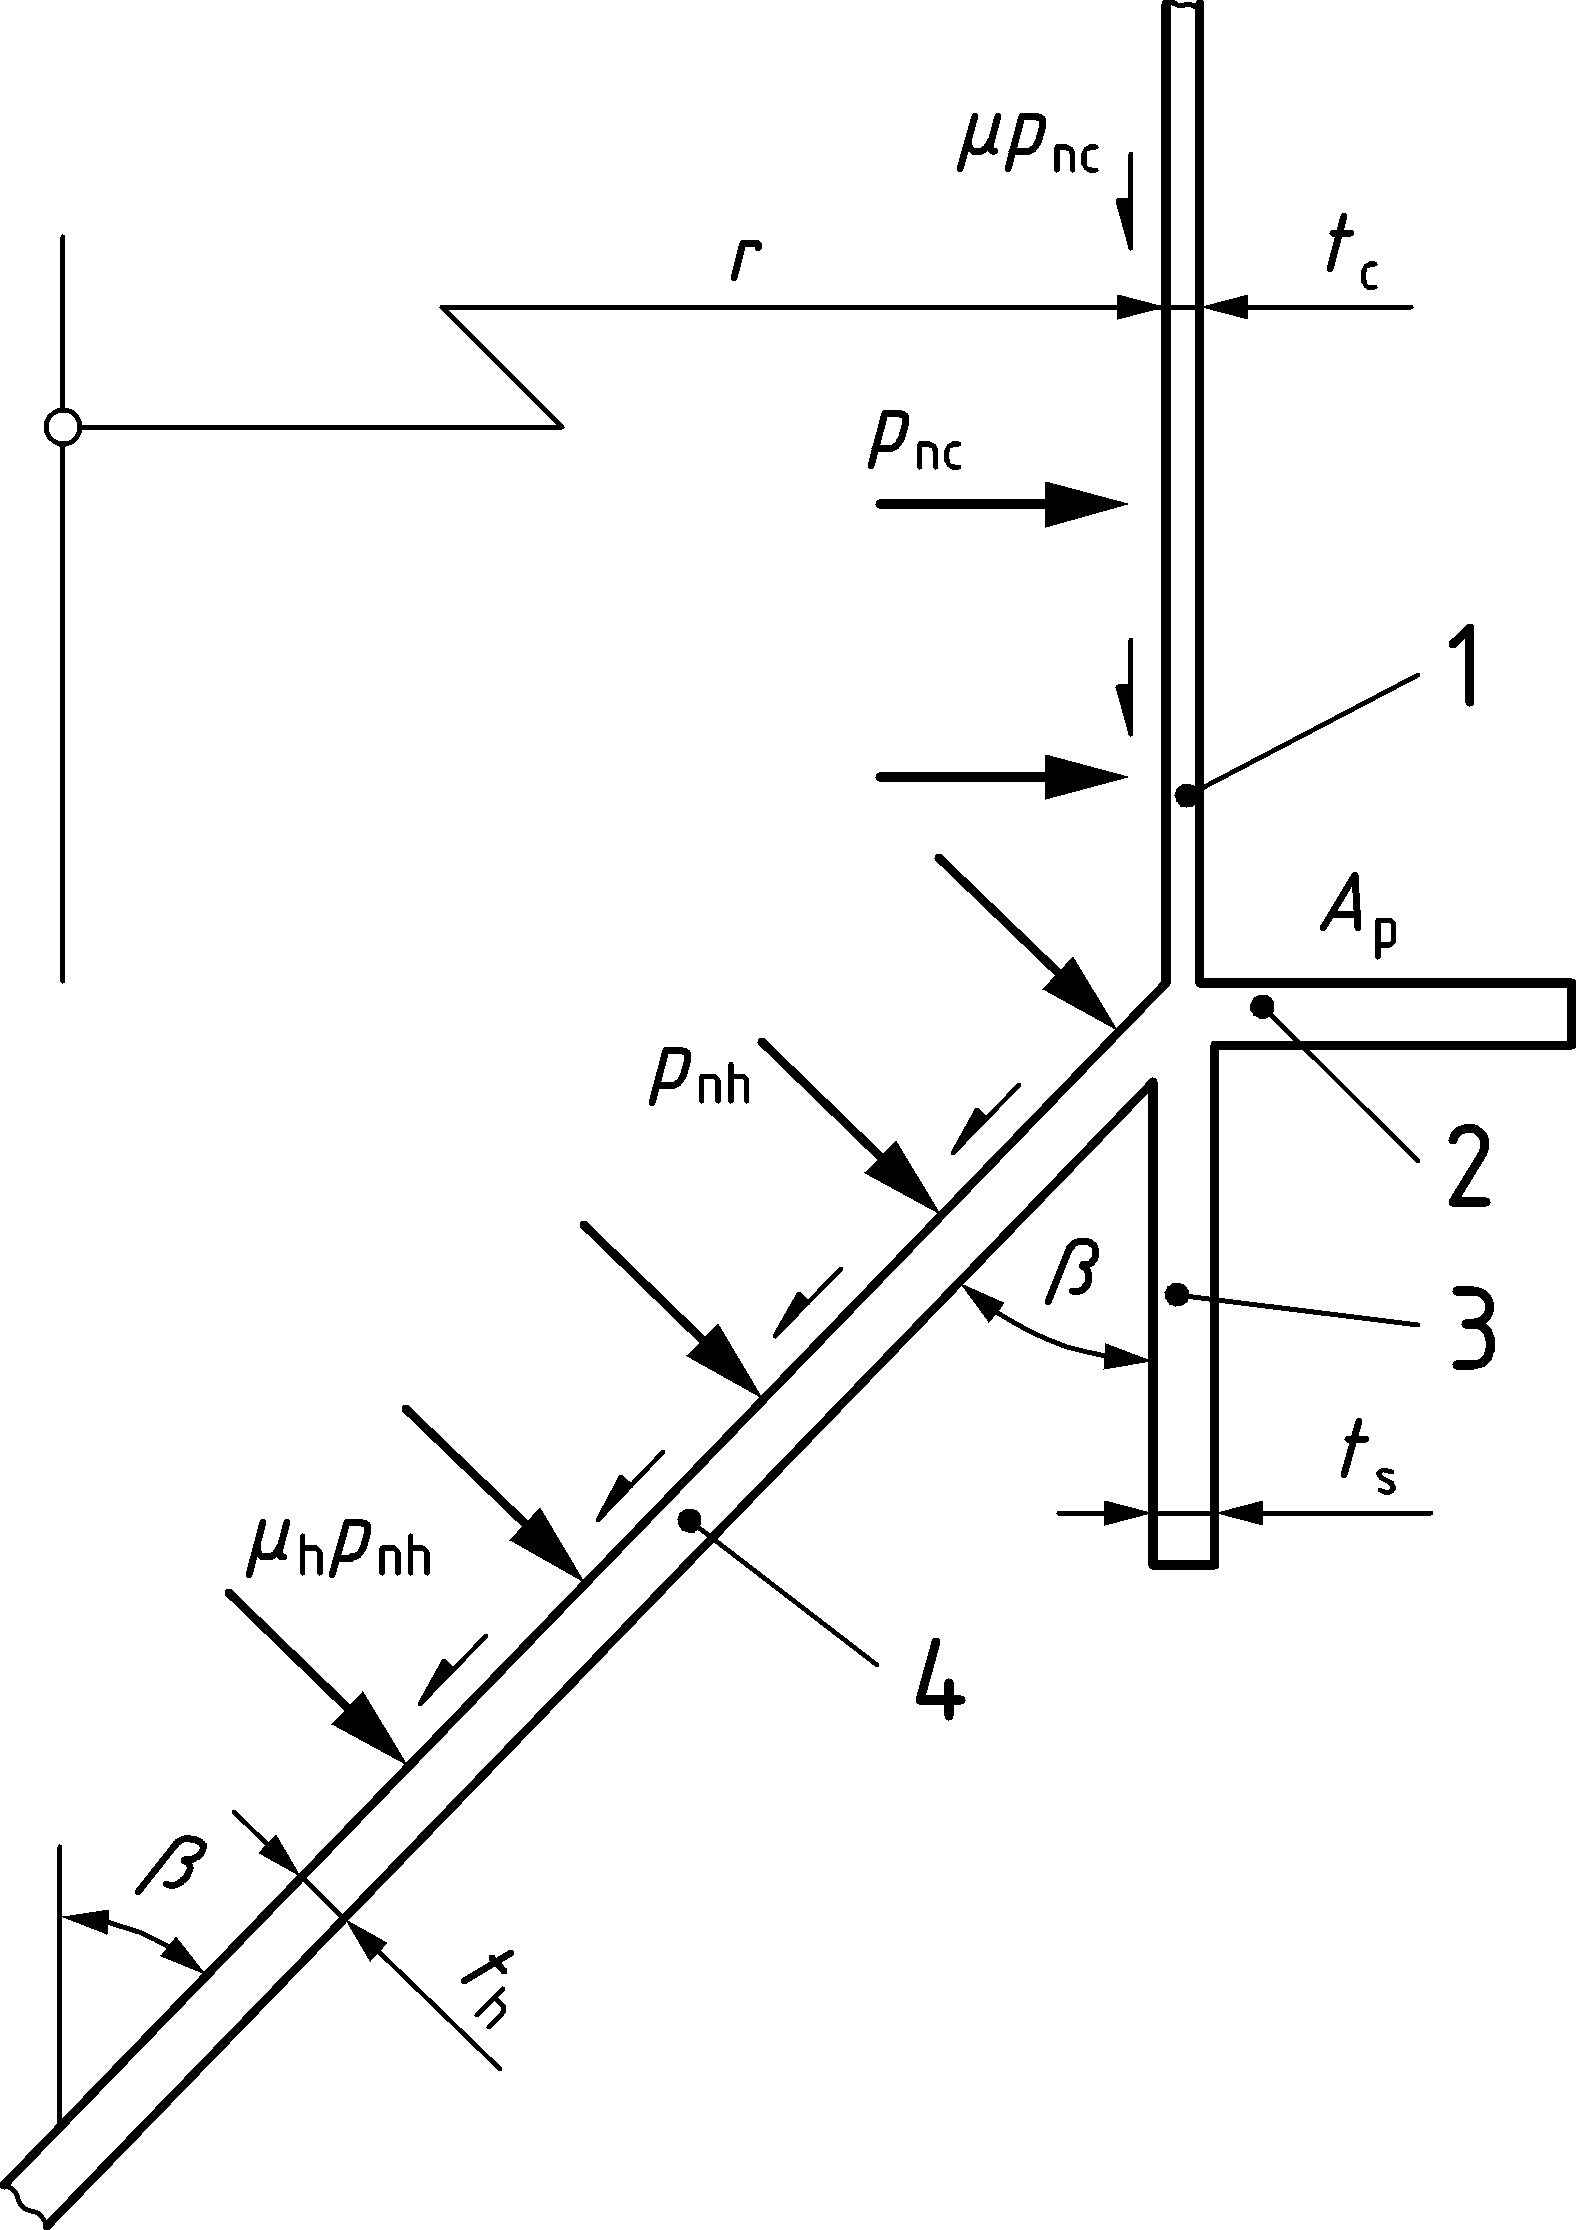 μp_nc
r
t_c
p_nc
1
A_p
p_nh
2
β
3
t_s
μ_h p_nh
4
β
t_h